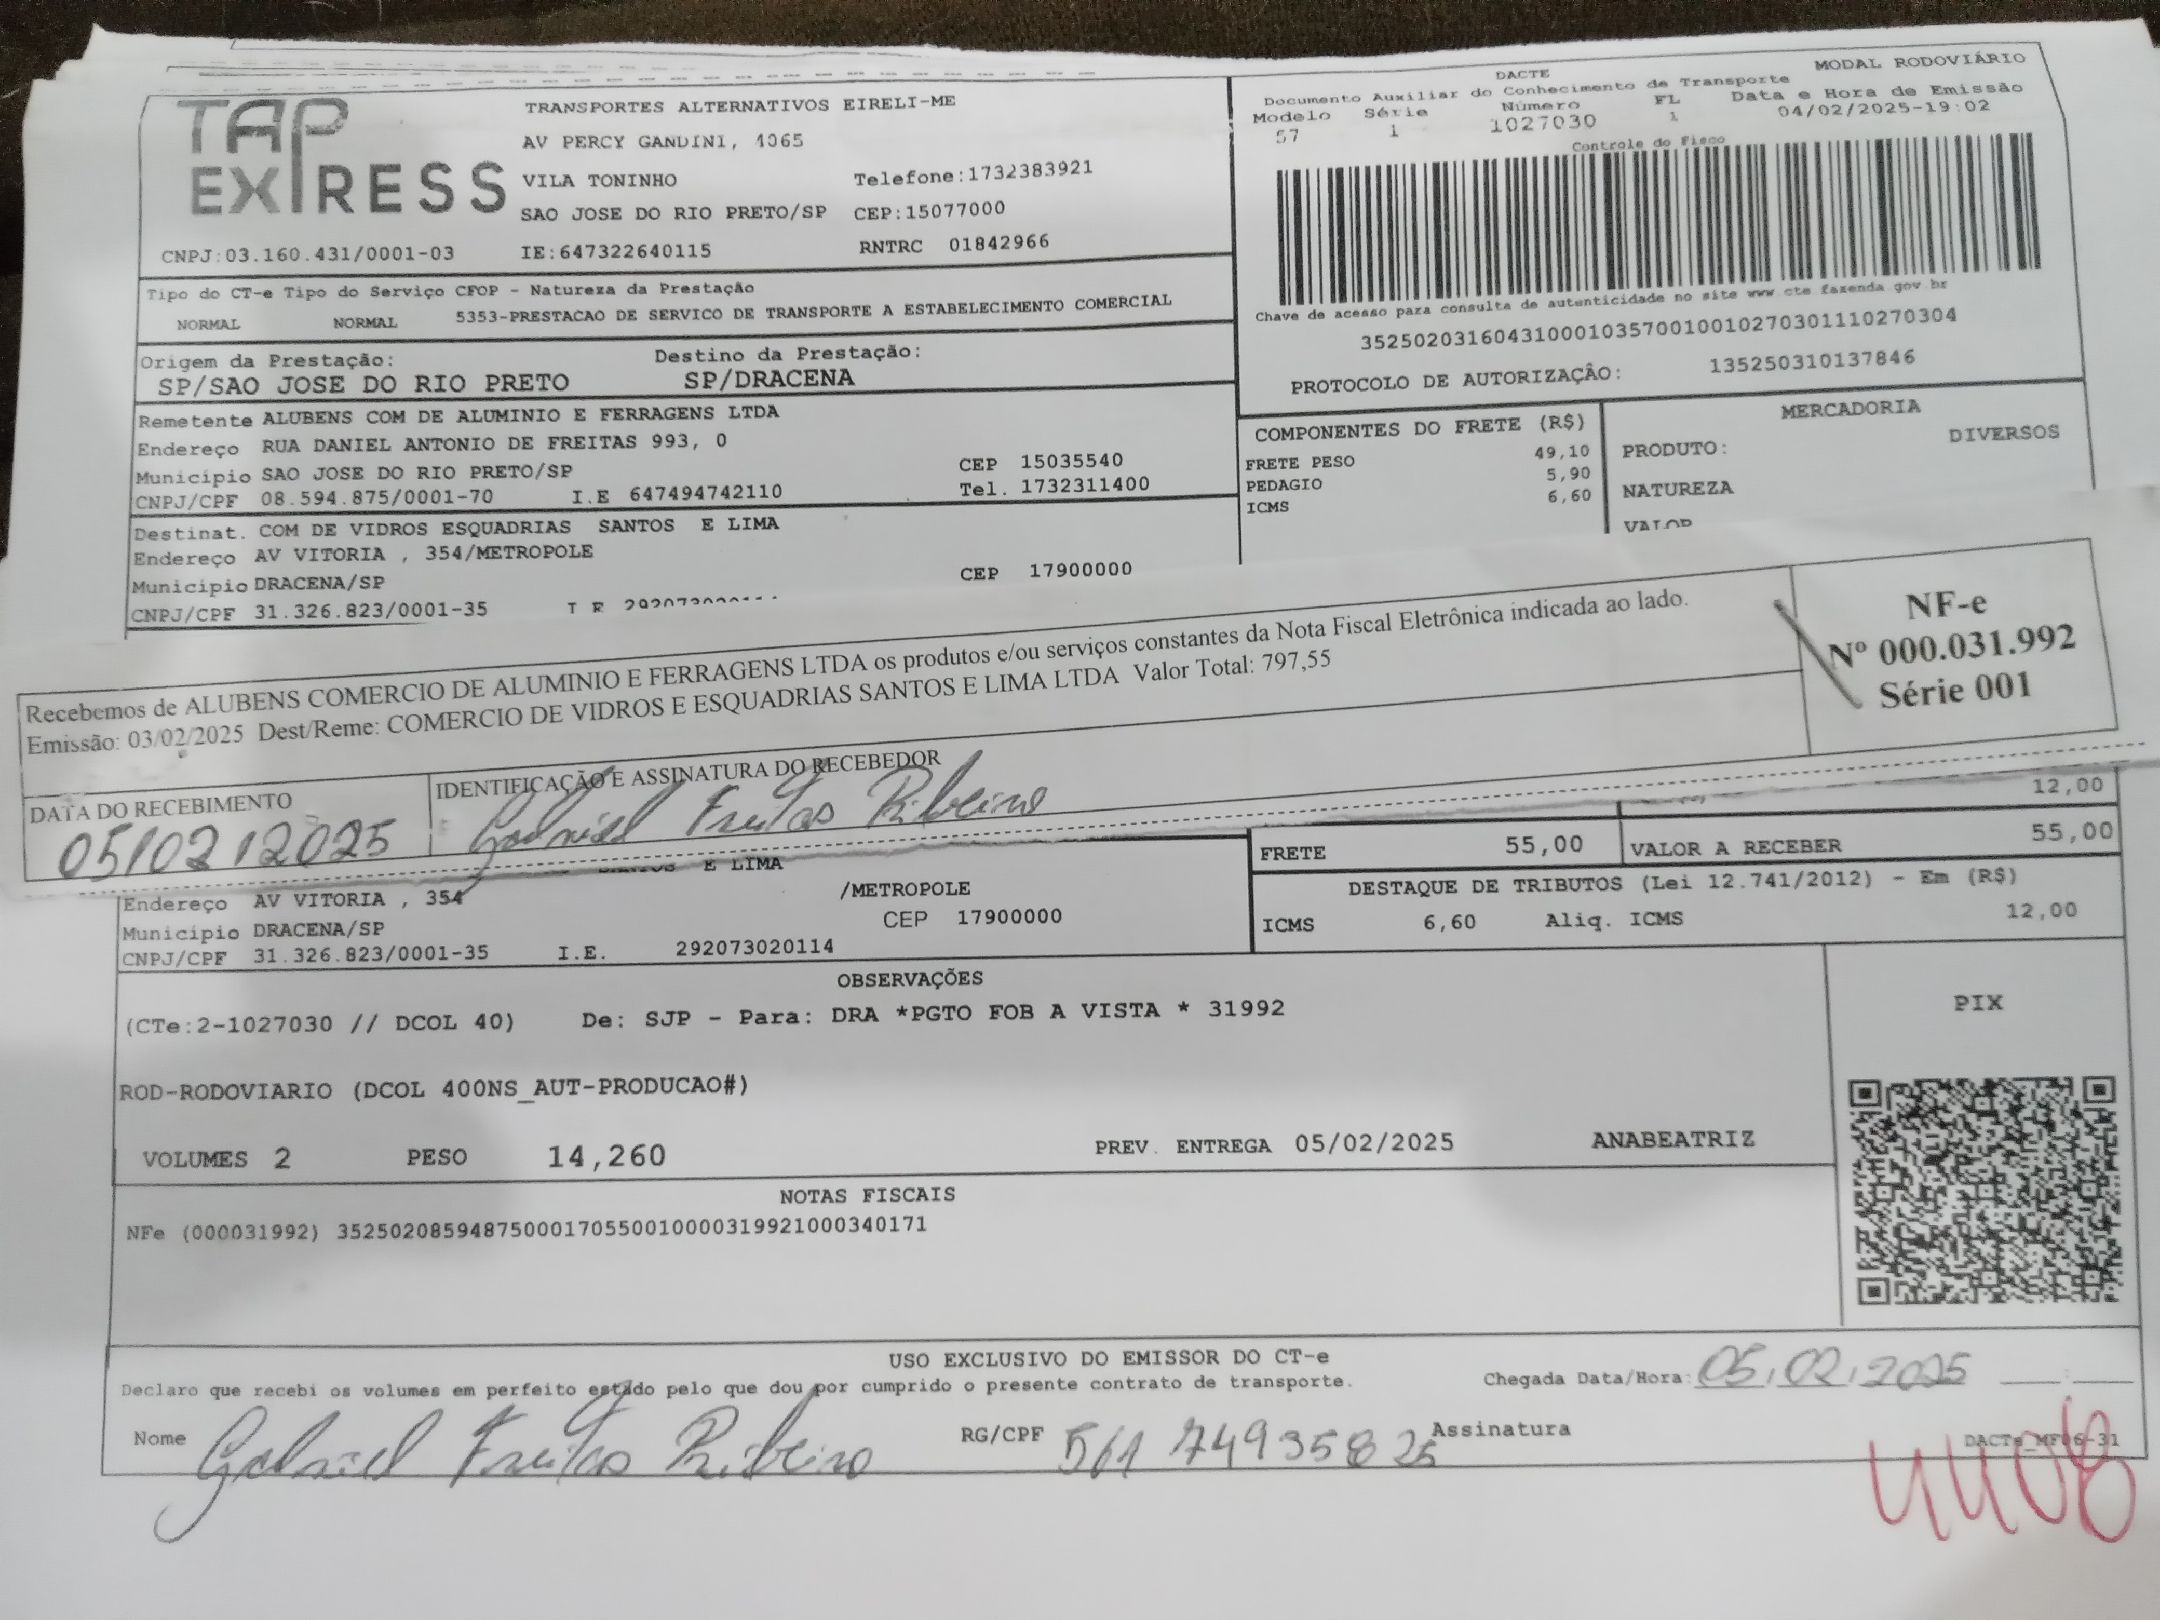 TAP EXPRESS
TRANSPORTES ALTERNATIVOS EIRELI-ME
AV PERCY GANDINI, 1065
VILA TONINHO Telefone:1732383921
SAO JOSE DO RIO PRETO/SP CEP:15077000
CNPJ:03.160.431/0001-03 IE:647322640115 RNTRC 01842966
DACTE MODAL RODOVIÁRIO
Documento Auxiliar do Conhecimento de Transporte
Modelo Série Número FL Data e Hora de Emissão
57 1 1027030 1 04/02/2025-19:02
Controle do Fisco
Chave de acesso para consulta de autenticidade no site www.cte.fazenda.gov.br
35250203160431000103570010010270301110270304
PROTOCOLO DE AUTORIZAÇÃO: 135250310137846
Tipo do CT-e Tipo do Serviço CFOP - Natureza da Prestação
NORMAL NORMAL 5353-PRESTACAO DE SERVICO DE TRANSPORTE A ESTABELECIMENTO COMERCIAL
Origem da Prestação: Destino da Prestação:
SP/SAO JOSE DO RIO PRETO SP/DRACENA
Remetente ALUBENS COM DE ALUMINIO E FERRAGENS LTDA
Endereço RUA DANIEL ANTONIO DE FREITAS 993, 0
Município SAO JOSE DO RIO PRETO/SP CEP 15035540
CNPJ/CPF 08.594.875/0001-70 I.E 647494742110 Tel. 1732311400
COMPONENTES DO FRETE (R$)
FRETE PESO 49,10
PEDAGIO 5,90
ICMS 6,60
MERCADORIA
PRODUTO: DIVERSOS
NATUREZA
VALOR
Destinat. COM DE VIDROS ESQUADRIAS SANTOS E LIMA
Endereço AV VITORIA , 354/METROPOLE
Município DRACENA/SP CEP 17900000
CNPJ/CPF 31.326.823/0001-35
Recebemos de ALUBENS COMERCIO DE ALUMINIO E FERRAGENS LTDA os produtos e/ou serviços constantes da Nota Fiscal Eletrônica indicada ao lado.
Emissão: 03/02/2025 Dest/Reme: COMERCIO DE VIDROS E ESQUADRIAS SANTOS E LIMA LTDA Valor Total: 797,55
NF-e
Nº 000.031.992
Série 001
DATA DO RECEBIMENTO IDENTIFICAÇÃO E ASSINATURA DO RECEBEDOR
05/02/2025 Gabriel Freitas Ribeiro
12,00
FRETE 55,00 VALOR A RECEBER 55,00
E LIMA
Endereço AV VITORIA , 354 /METROPOLE
Município DRACENA/SP CEP 17900000
CNPJ/CPF 31.326.823/0001-35 I.E. 292073020114
DESTAQUE DE TRIBUTOS (Lei 12.741/2012) - Em (R$)
ICMS 6,60 Aliq. ICMS 12,00
OBSERVAÇÕES
(CTe:2-1027030 // DCOL 40) De: SJP - Para: DRA *PGTO FOB A VISTA * 31992
PIX
ROD-RODOVIARIO (DCOL 400NS_AUT-PRODUCAO#)
VOLUMES 2 PESO 14,260 PREV. ENTREGA 05/02/2025 ANABEATRIZ
NOTAS FISCAIS
NFe (000031992) 35250208594875000170550010000319921000340171
USO EXCLUSIVO DO EMISSOR DO CT-e
Declaro que recebi os volumes em perfeito estado pelo que dou por cumprido o presente contrato de transporte.
Chegada Data/Hora: 05/02/2025
Nome Gabriel Freitas Ribeiro RG/CPF 561 749358 25 Assinatura
DACTe_MF06-31